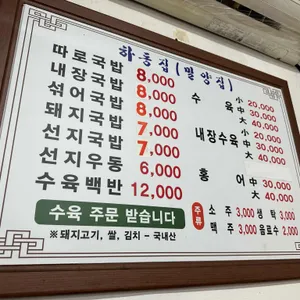 하동집(밀양집)
따로국밥 8,000
내장국밥 8,000
섞어국밥 8,000
돼지국밥 7,000
선지국밥 7,000
선지우동 6,000
수육백반 12,000
수 육 小 20,000
中 30,000
大 40,000
내장수육 小 20,000
中 30,000
大 40,000
홍 어 中 30,000
大 40,000
수육 주문 받습니다
※돼지고기, 쌀, 김치 - 국내산
주류 소 주 3,000 생 탁 3,000
맥 주 3,000 음료수 2,000